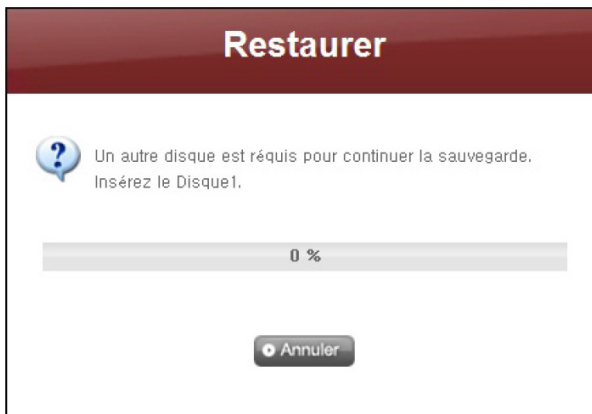 Restaurer
Un autre disque est réquis pour continuer la sauvegarde.
Insérez le Disque1.
0 %
Annuler